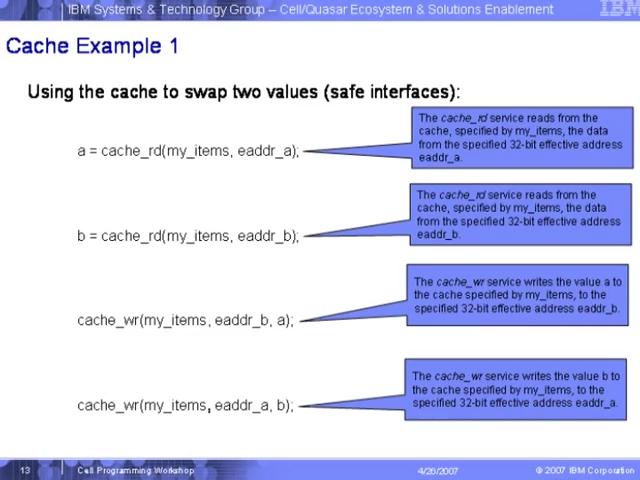 IBM Systems & Technology Group – Cell/Quasar Ecosystem & Solutions Enablement
IBM
Cache Example 1
Using the cache to swap two values (safe interfaces):
a = cache_rd(my_items, eaddr_a);
The cache_rd service reads from the
cache, specified by my_items, the data
from the specified 32-bit effective address
eaddr_a.
b = cache_rd(my_items, eaddr_b);
The cache_rd service reads from the
cache, specified by my_items, the data
from the specified 32-bit effective address
eaddr_b.
cache_wr(my_items, eaddr_b, a);
The cache_wr service writes the value a to
the cache specified by my_items, to the
specified 32-bit effective address eaddr_b.
cache_wr(my_items, eaddr_a, b);
The cache_wr service writes the value b to
the cache specified by my_items, to the
specified 32-bit effective address eaddr_a.
13
Cell Programming Workshop
4/26/2007
© 2007 IBM Corporation